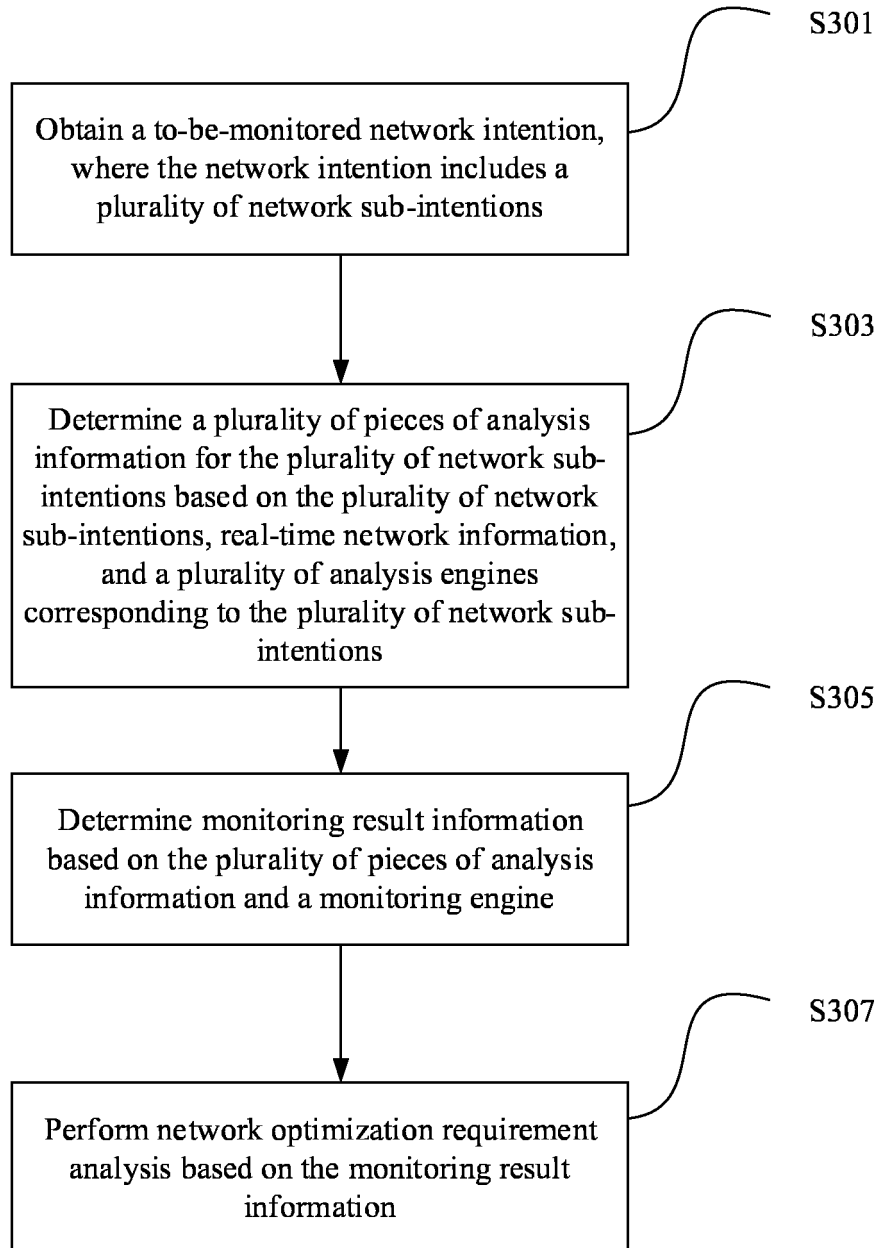 S301
Obtain a to-be-monitored network intention,
where the network intention includes a
plurality of network sub-intentions
S303
Determine a plurality of pieces of analysis
information for the plurality of network sub-
intentions based on the plurality of network
sub-intentions, real-time network information,
and a plurality of analysis engines
corresponding to the plurality of network sub-
intentions
S305
Determine monitoring result information
based on the plurality of pieces of analysis
information and a monitoring engine
S307
Perform network optimization requirement
analysis based on the monitoring result
information